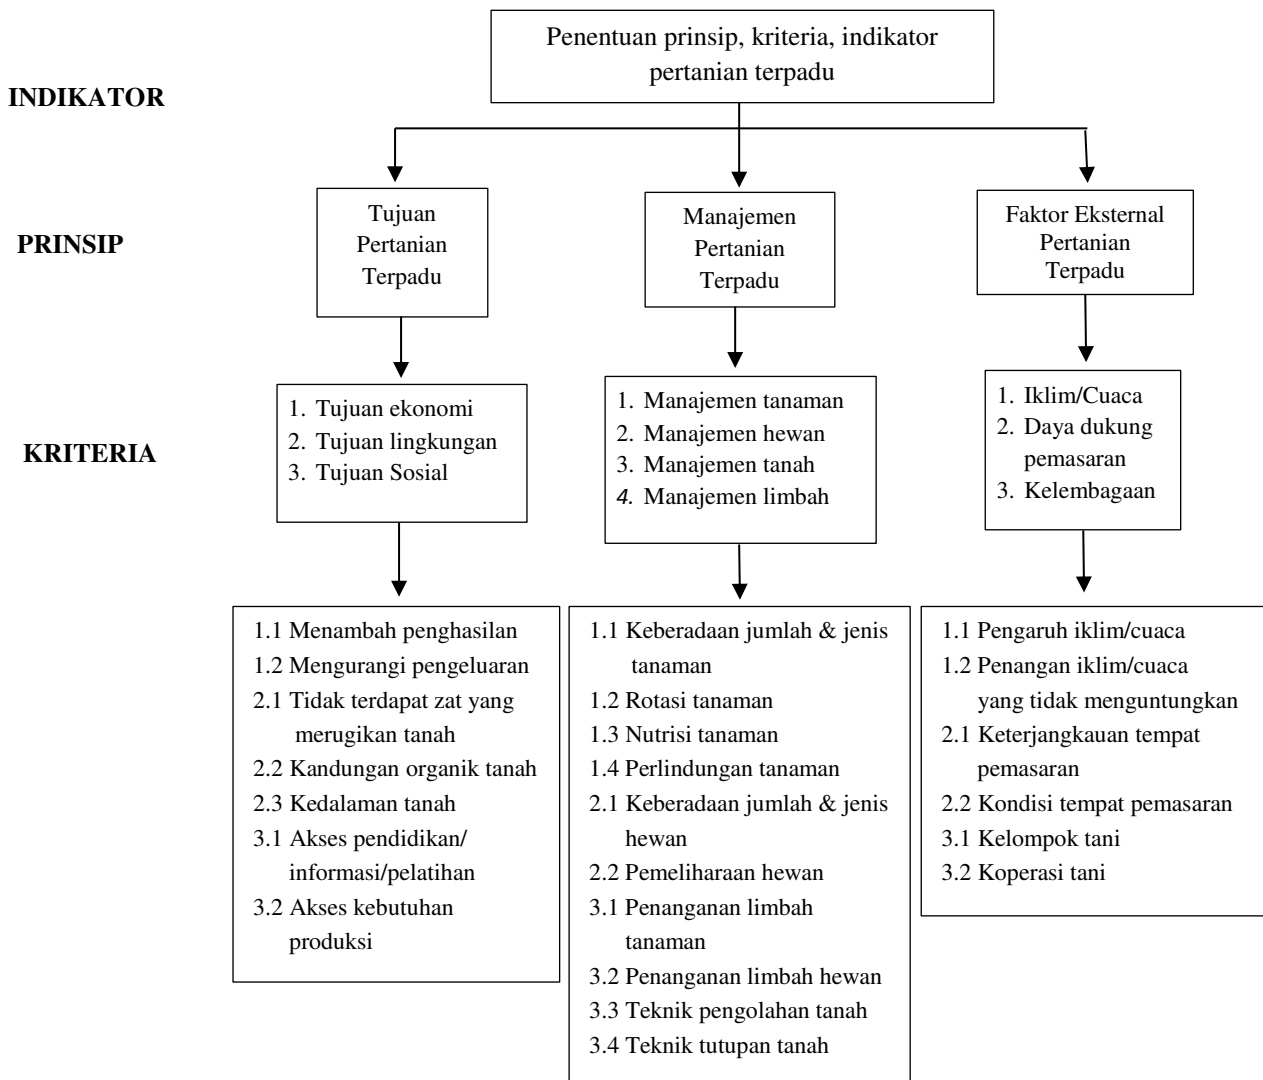 Penentuan prinsip, kriteria, indikator
pertanian terpadu
INDIKATOR
PRINSIP
Tujuan
Pertanian
Terpadu
Manajemen
Pertanian
Terpadu
Faktor Eksternal
Pertanian
Terpadu
KRITERIA
1. Tujuan ekonomi
2. Tujuan lingkungan
3. Tujuan Sosial
1. Manajemen tanaman
2. Manajemen hewan
3. Manajemen tanah
4. Manajemen limbah
1. Iklim/Cuaca
2. Daya dukung
pemasaran
3. Kelembagaan
1.1 Menambah penghasilan
1.2 Mengurangi pengeluaran
2.1 Tidak terdapat zat yang
merugikan tanah
2.2 Kandungan organik tanah
2.3 Kedalaman tanah
3.1 Akses pendidikan/
informasi/pelatihan
3.2 Akses kebutuhan
produksi
1.1 Keberadaan jumlah & jenis
tanaman
1.2 Rotasi tanaman
1.3 Nutrisi tanaman
1.4 Perlindungan tanaman
2.1 Keberadaan jumlah & jenis
hewan
2.2 Pemeliharaan hewan
3.1 Penanganan limbah
tanaman
3.2 Penanganan limbah hewan
3.3 Teknik pengolahan tanah
3.4 Teknik tutupan tanah
1.1 Pengaruh iklim/cuaca
1.2 Penangan iklim/cuaca
yang tidak menguntungkan
2.1 Keterjangkauan tempat
pemasaran
2.2 Kondisi tempat pemasaran
3.1 Kelompok tani
3.2 Koperasi tani